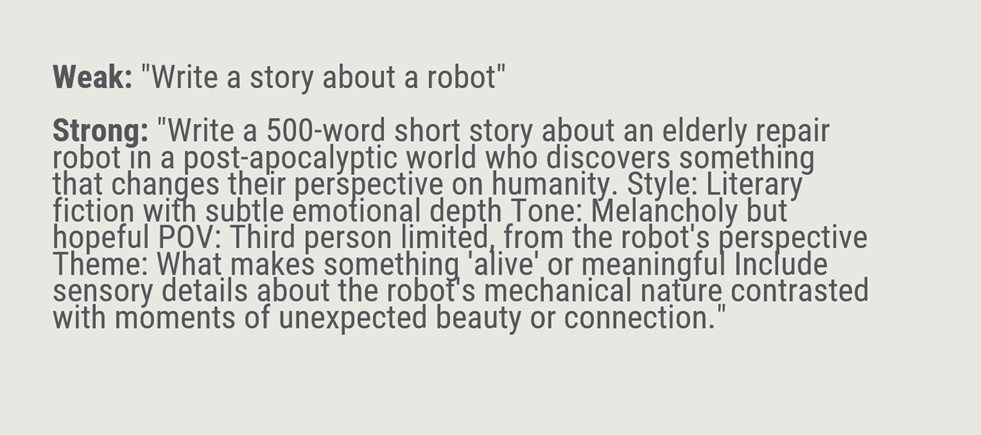 Weak: "Write a story about a robot"
Strong: "Write a 500-word short story about an elderly repair
robot in a post-apocalyptic world who discovers something
that changes their perspective on humanity. Style: Literary
fiction with subtle emotional depth Tone: Melancholy but
hopeful POV: Third person limited, from the robot's perspective
Theme: What makes something 'alive' or meaningful Include
sensory details about the robot's mechanical nature contrasted
with moments of unexpected beauty or connection."